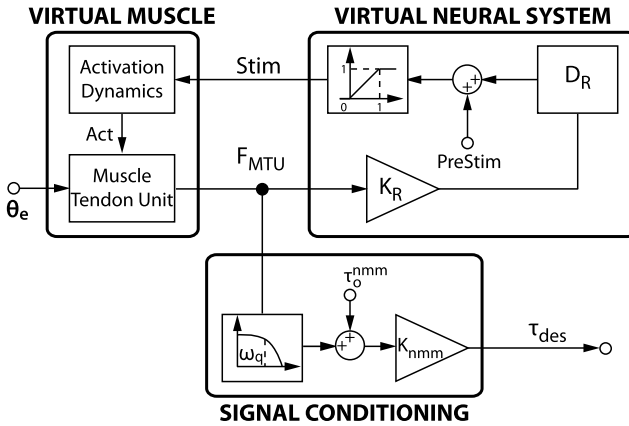 VIRTUAL MUSCLE
VIRTUAL NEURAL SYSTEM
Activation
Dynamics
Stim
1
0
1
+
+
D_R
Act
PreStim
F_MTU
Muscle
Tendon Unit
K_R
θ_e
τ_o^nmm
ω_q
+
+
K_nmm
τ_des
SIGNAL CONDITIONING